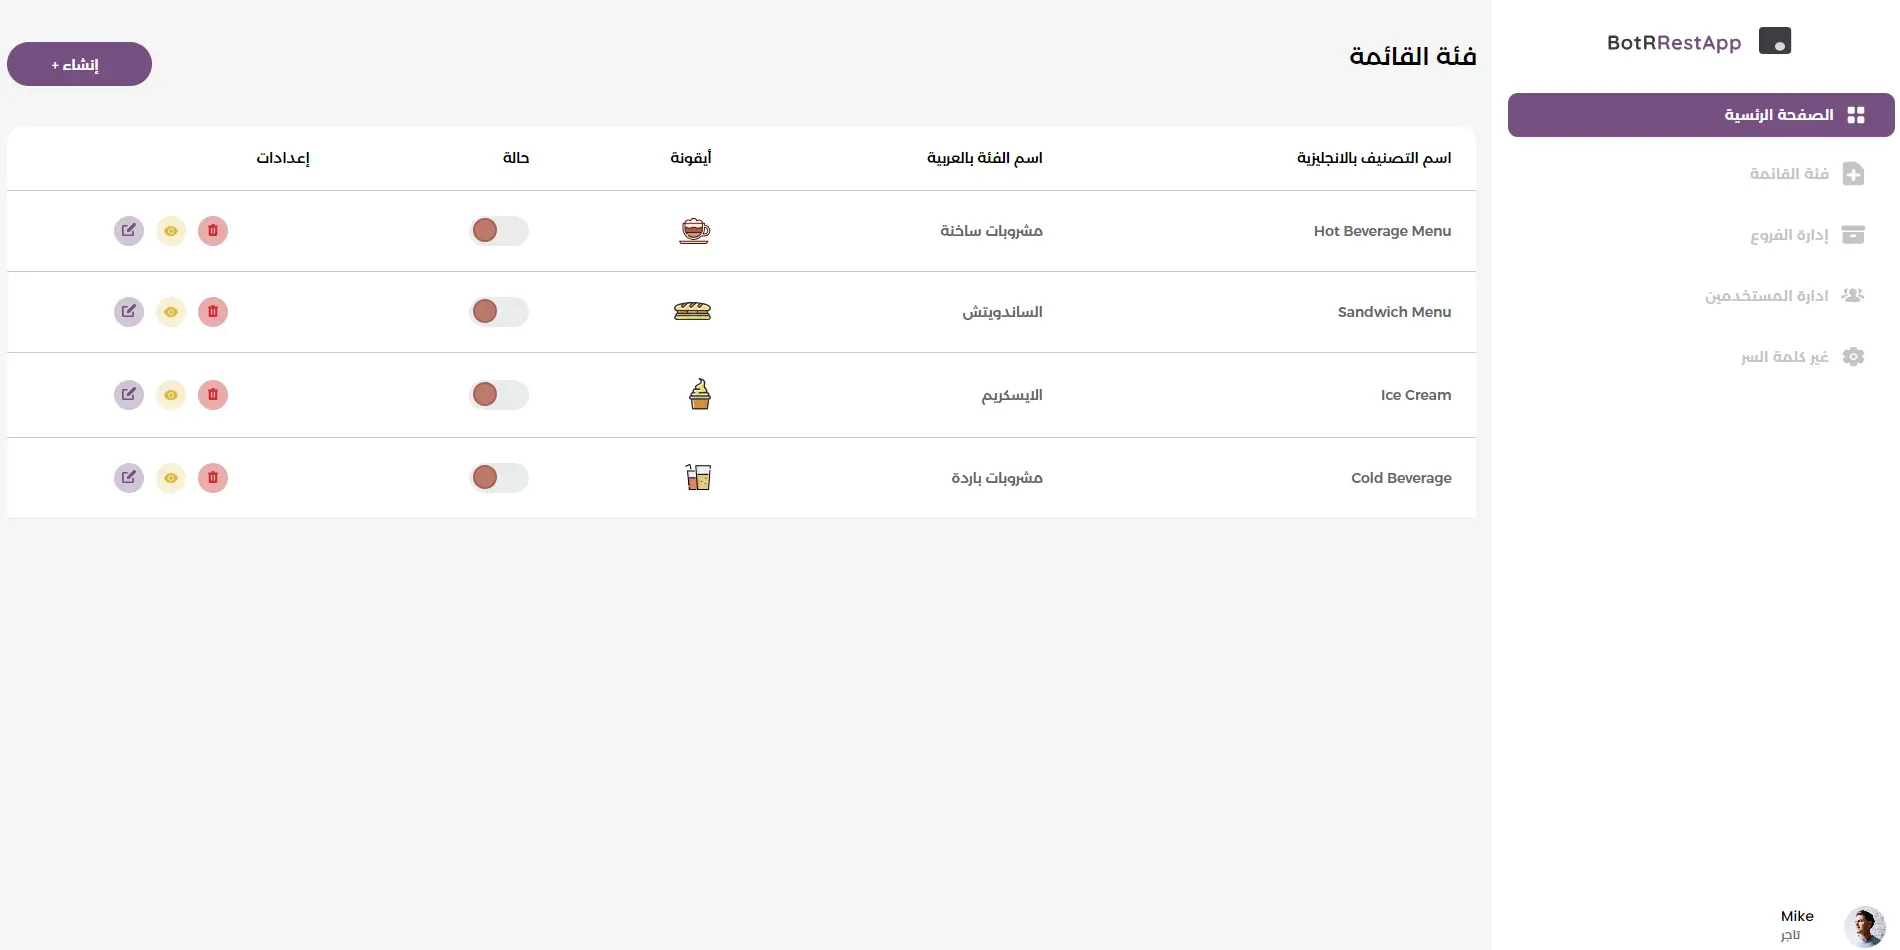 BotRRestApp
الصفحة الرئسية
فئة القائمة
إدارة الفروع
ادارة المستخدمين
غير كلمة السر
Mike
تاجر
فئة القائمة
إنشاء +
اسم التصنيف بالانجليزية اسم الفئة بالعربية أيقونة حالة إعدادات
Hot Beverage Menu مشروبات ساخنة
Sandwich Menu الساندويتش
Ice Cream الايسكريم
Cold Beverage مشروبات باردة